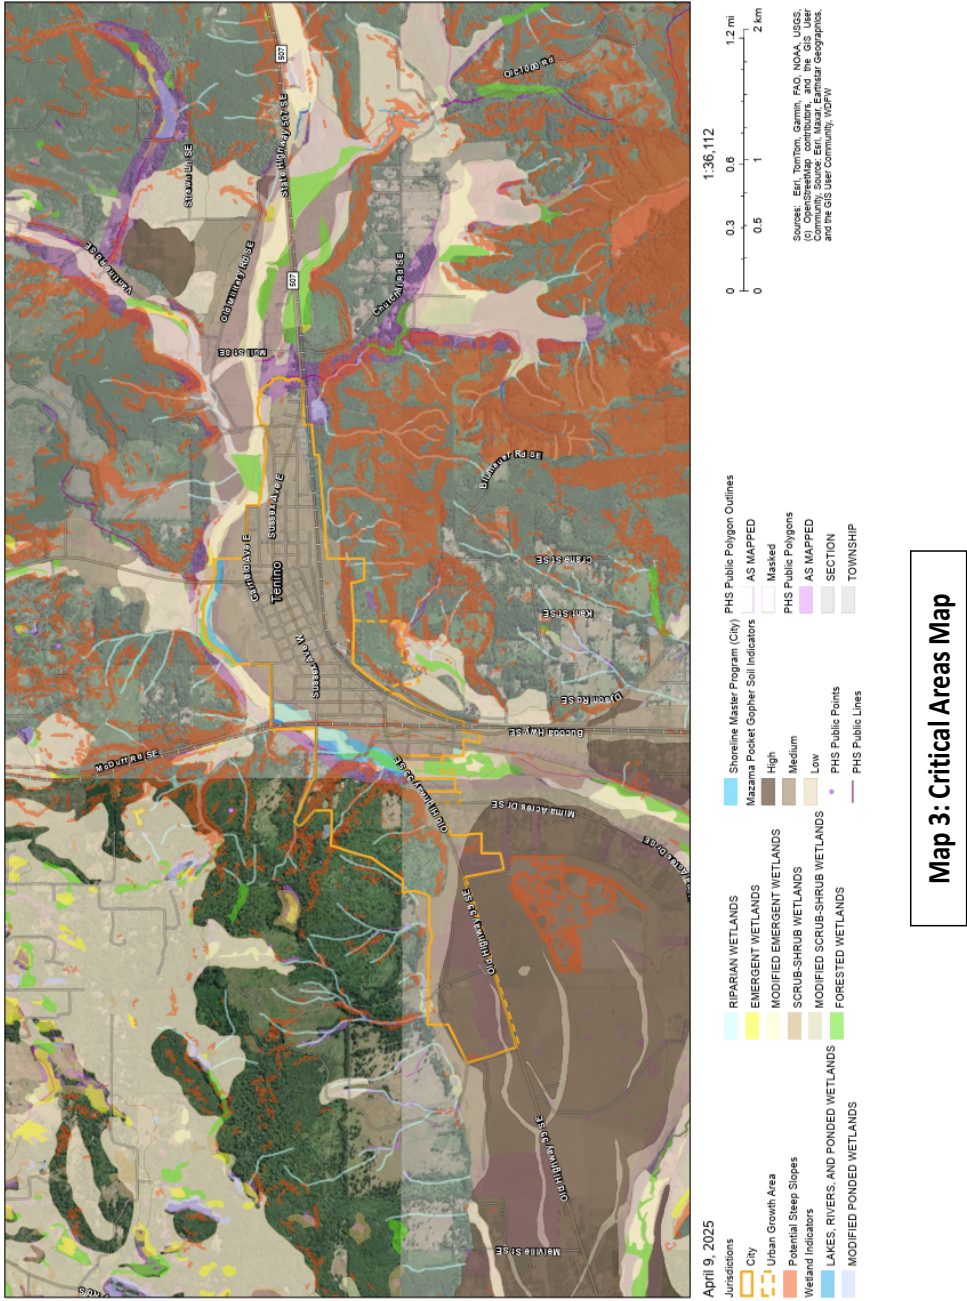 507
State Highway 507 SE
Old Military Rd SE
507
Churchill Rd SE
Vantine Rd SE
Strawn Ln SE
Mull St SE
Garfield Ave E
Sussex Ave E
Tenino
Sussex Ave W
Blumauer Rd SE
Crane St SE
Kent St SE
Dyson Rd SE
Bucoda Hwy SE
McDuff Rd SE
Old Highway 99 SE
Mima Acres Dr SE
Old Highway 99 SE
Old Highway 99 SE
Melville St SE
April 9, 2025
1:36,112
0 0.3 0.6 1.2 mi
0 0.5 1 2 km
Sources: Esri, TomTom, Garmin, FAO, NOAA, USGS,
(c) OpenStreetMap contributors, and the GIS User
Community, Source: Esri, Maxar, Earthstar Geographics,
and the GIS User Community, WDFW
Jurisdictions
City
Urban Growth Area
Potential Steep Slopes
Wetland Indicators
LAKES, RIVERS, AND PONDED WETLANDS
MODIFIED PONDED WETLANDS
RIPARIAN WETLANDS
EMERGENT WETLANDS
MODIFIED EMERGENT WETLANDS
SCRUB-SHRUB WETLANDS
MODIFIED SCRUB-SHRUB WETLANDS
FORESTED WETLANDS
Shoreline Master Program (City)
Mazama Pocket Gopher Soil Indicators
High
Medium
Low
PHS Public Points
PHS Public Lines
PHS Public Polygon Outlines
AS MAPPED
Masked
PHS Public Polygons
AS MAPPED
SECTION
TOWNSHIP
Map 3: Critical Areas Map